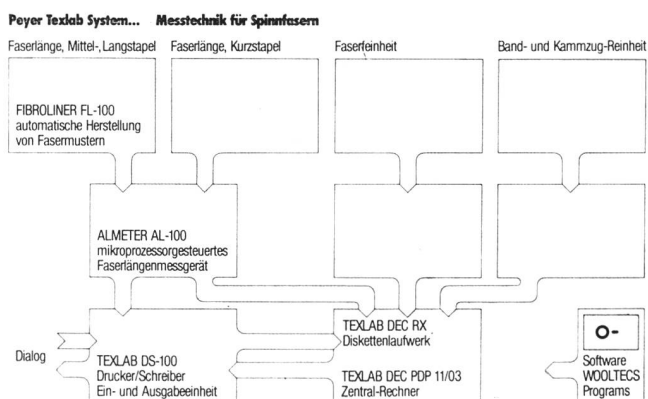 Peyer Texlab System... Messtechnik für Spinnfasern
Faserlänge, Mittel-, Langstapel
Faserlänge, Kurzstapel
Faserfeinheit
Band- und Kammzug-Reinheit
FIBROLINER FL-100
automatische Herstellung
von Fasermustern
ALMETER AL-100
mikroprozessorgesteuertes
Faserlängenmessgerät
Dialog
TEXLAB DS-100
Drucker/Schreiber
Ein- und Ausgabeeinheit
TEXLAB DEC RX
Diskettenlaufwerk
TEXLAB DEC PDP 11/03
Zentral-Rechner
Software
WOOLTECS
Programs